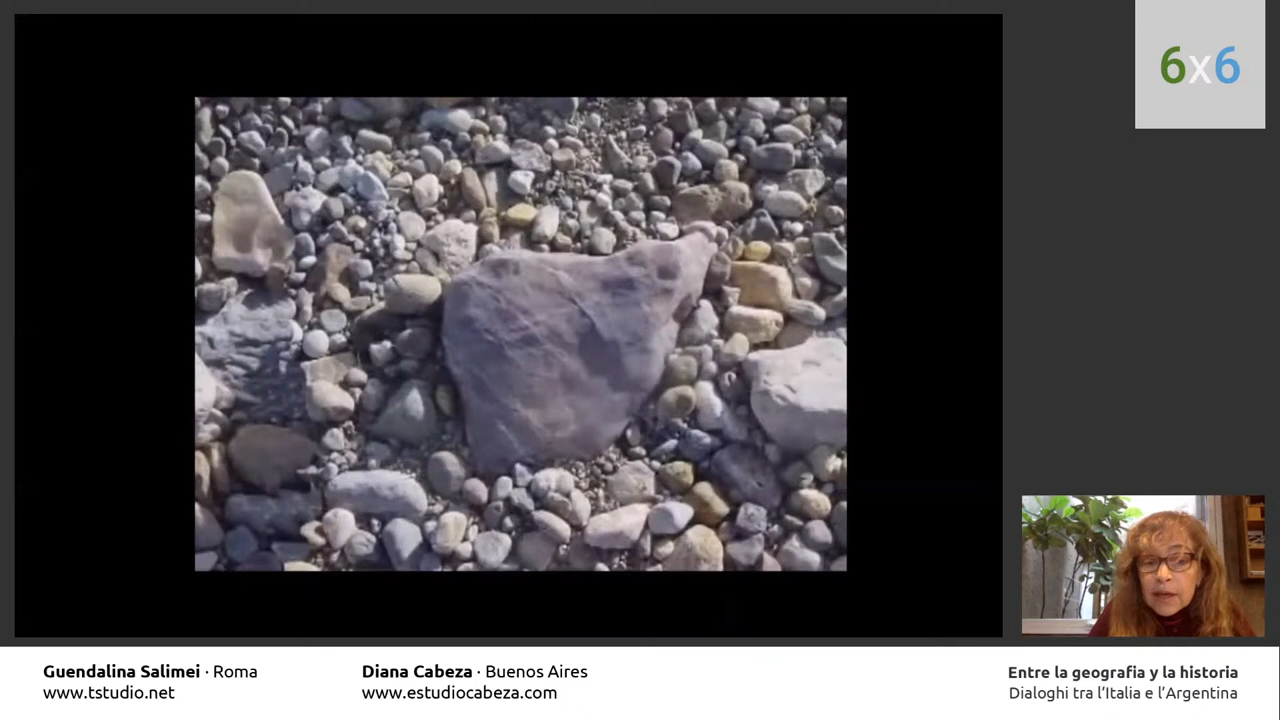 6x6
Guendalina Salimei · Roma
www.tstudio.net
Diana Cabeza · Buenos Aires
www.estudiocabeza.com
Entre la geografia y la historia
Dialoghi tra l'Italia e l'Argentina